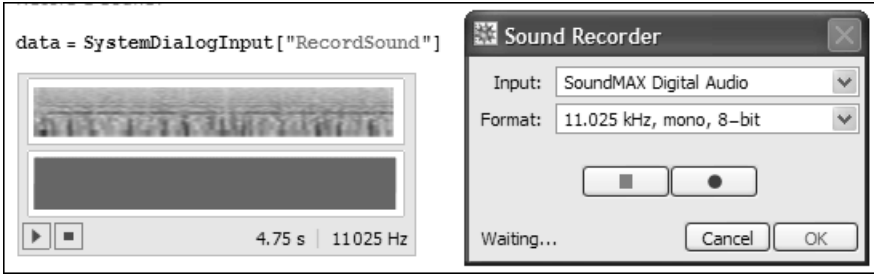 data = SystemDialogInput["RecordSound"]
4.75 s | 11025 Hz
Sound Recorder
Input: SoundMAX Digital Audio
Format: 11.025 kHz, mono, 8−bit
Waiting...
Cancel
OK